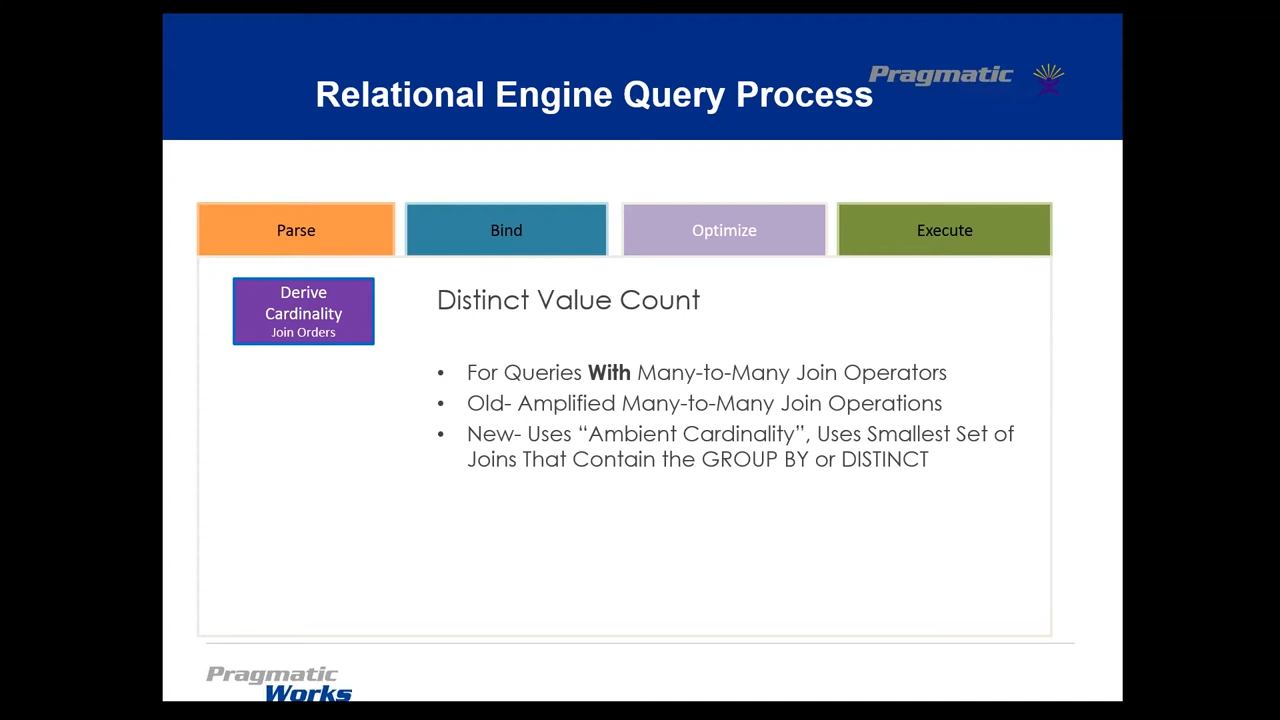 Relational Engine Query Process
Pragmatic
Parse
Bind
Optimize
Execute
Derive
Cardinality
Join Orders
Distinct Value Count
• For Queries With Many-to-Many Join Operators
• Old- Amplified Many-to-Many Join Operations
• New- Uses “Ambient Cardinality”, Uses Smallest Set of
Joins That Contain the GROUP BY or DISTINCT
Pragmatic
Works